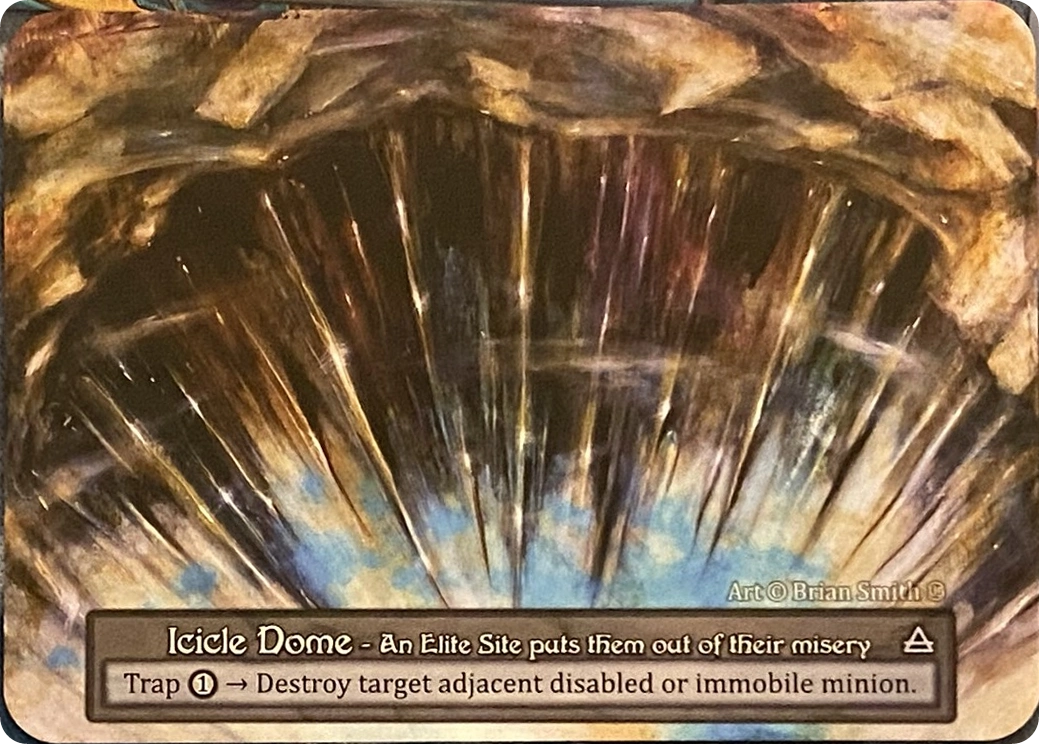 Art © Brian Smith
Icicle Dome - An Elite Site puts them out of their misery
Trap ① → Destroy target adjacent disabled or immobile minion.